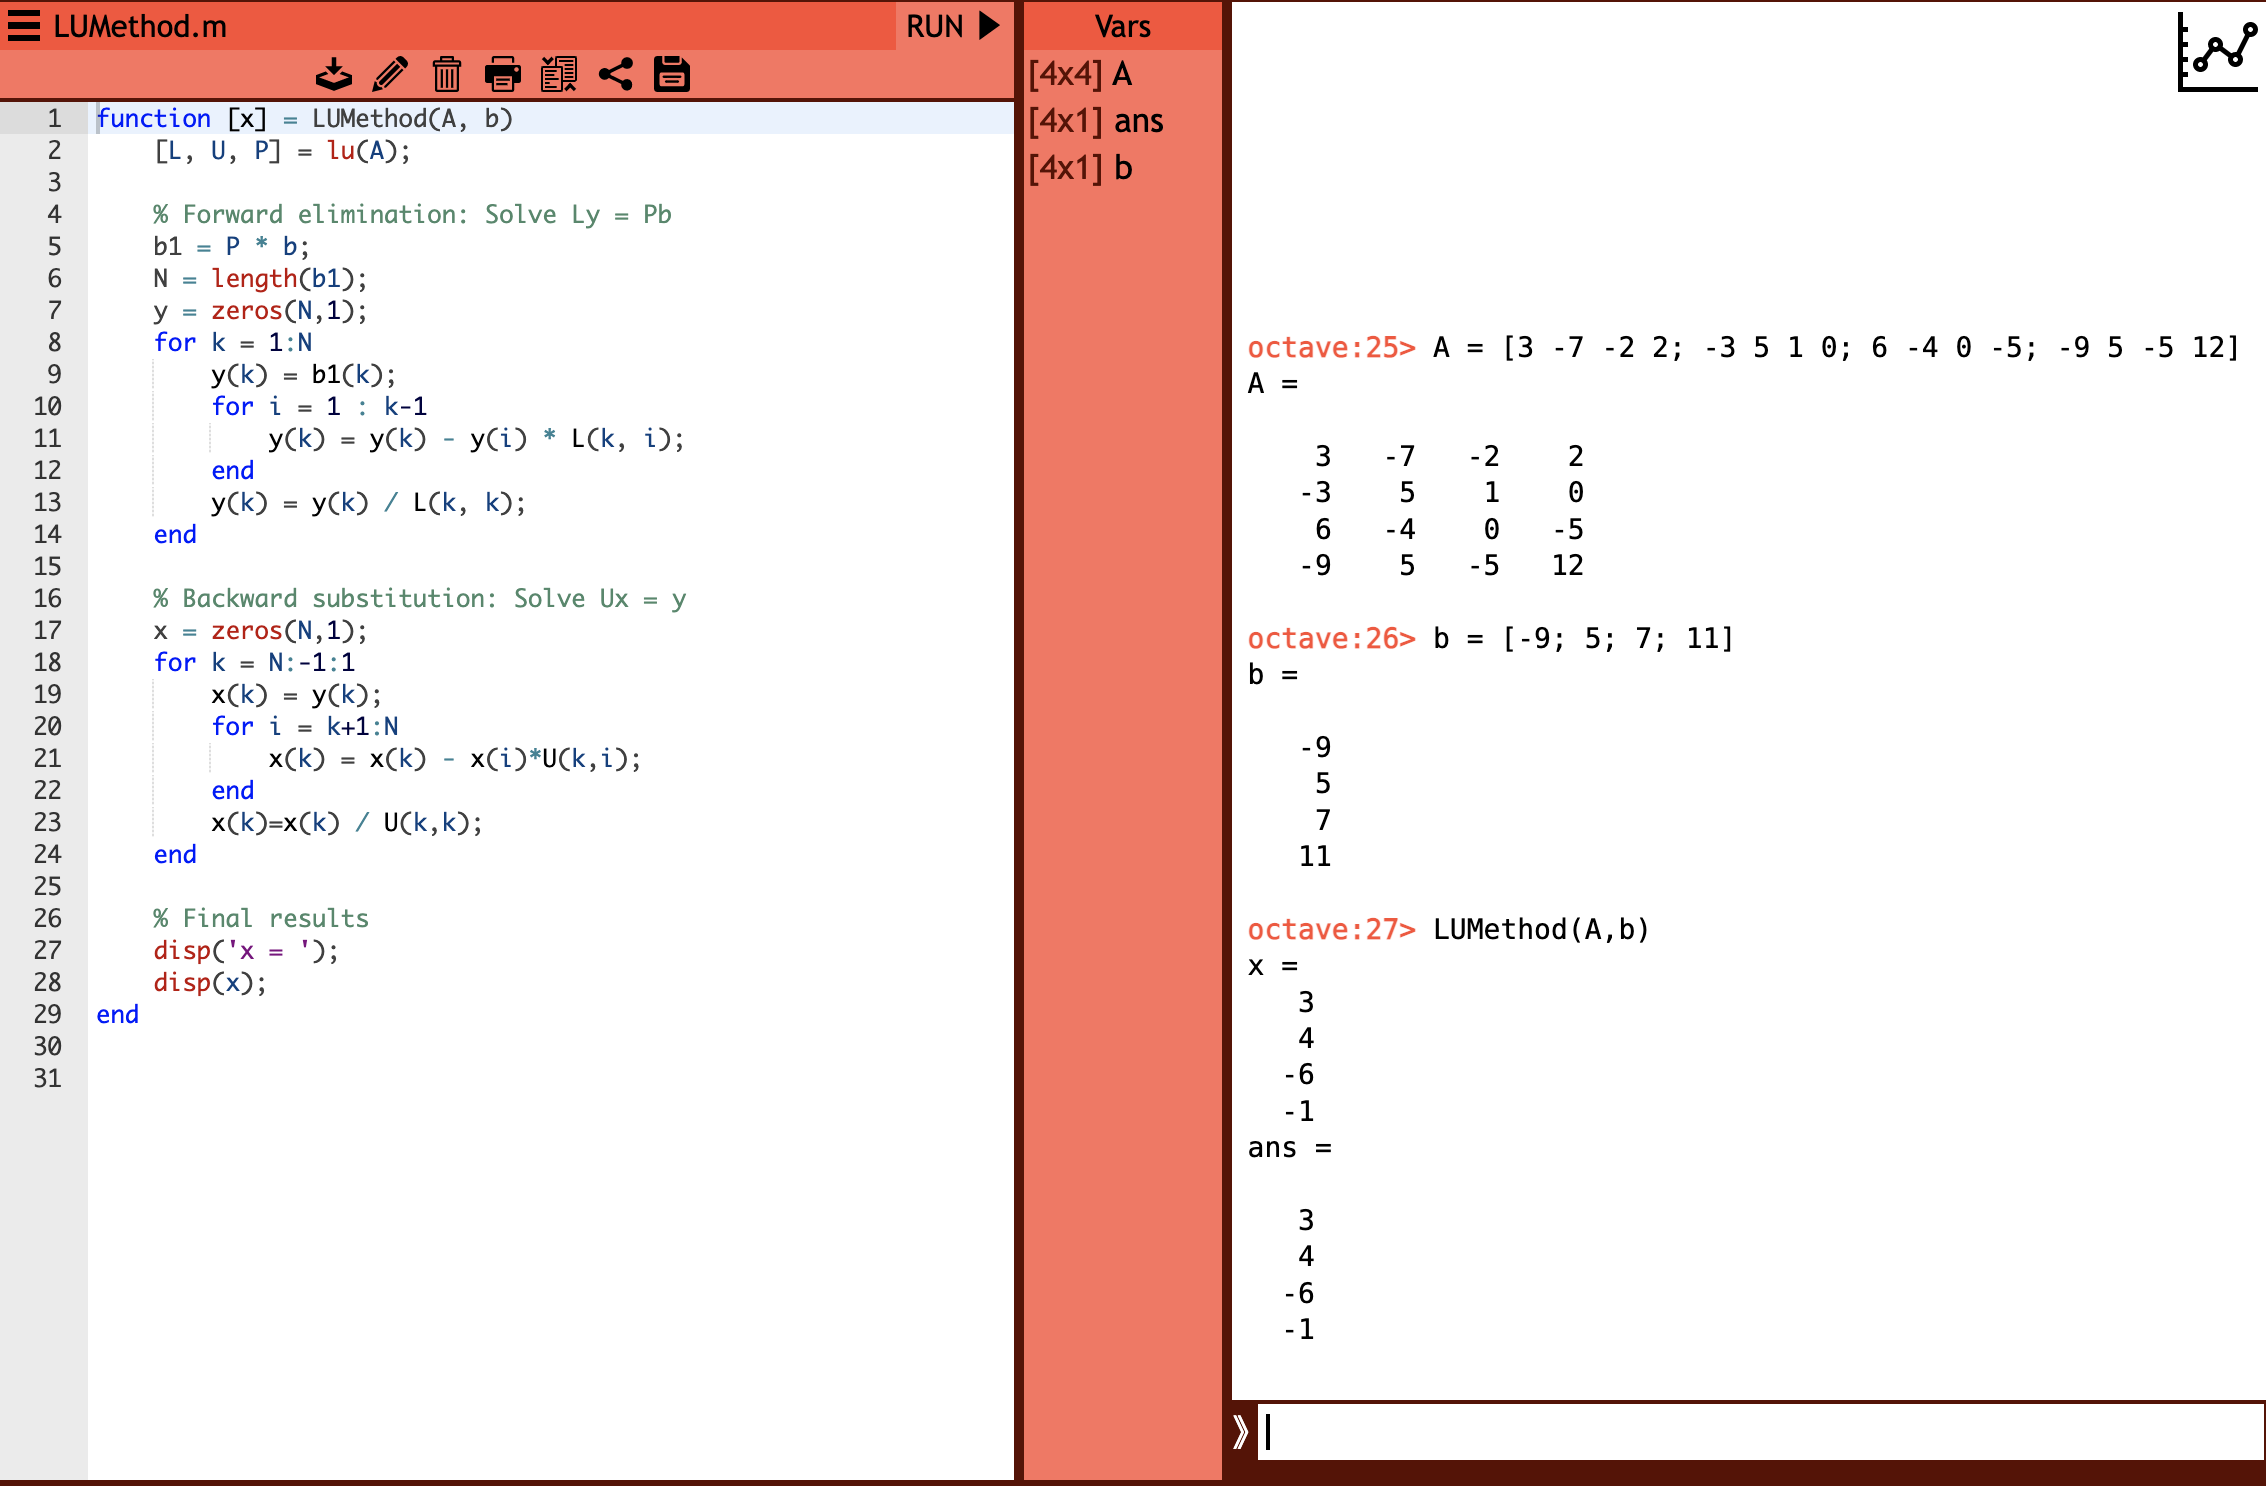 LUMethod.m
RUN
1 function [x] = LUMethod(A, b)
2     [L, U, P] = lu(A);
3
4     % Forward elimination: Solve Ly = Pb
5     b1 = P * b;
6     N = length(b1);
7     y = zeros(N,1);
8     for k = 1:N
9         y(k) = b1(k);
10         for i = 1 : k-1
11             y(k) = y(k) - y(i) * L(k, i);
12         end
13         y(k) = y(k) / L(k, k);
14     end
15
16     % Backward substitution: Solve Ux = y
17     x = zeros(N,1);
18     for k = N:-1:1
19         x(k) = y(k);
20         for i = k+1:N
21             x(k) = x(k) - x(i)*U(k,i);
22         end
23         x(k)=x(k) / U(k,k);
24     end
25
26     % Final results
27     disp('x = ');
28     disp(x);
29 end
30
31
Vars
[4x4] A
[4x1] ans
[4x1] b
octave:25> A = [3 -7 -2 2; -3 5 1 0; 6 -4 0 -5; -9 5 -5 12]
A =
3 -7 -2 2
-3 5 1 0
6 -4 0 -5
-9 5 -5 12
octave:26> b = [-9; 5; 7; 11]
b =
-9
5
7
11
octave:27> LUMethod(A,b)
x =
3
4
-6
-1
ans =
3
4
-6
-1